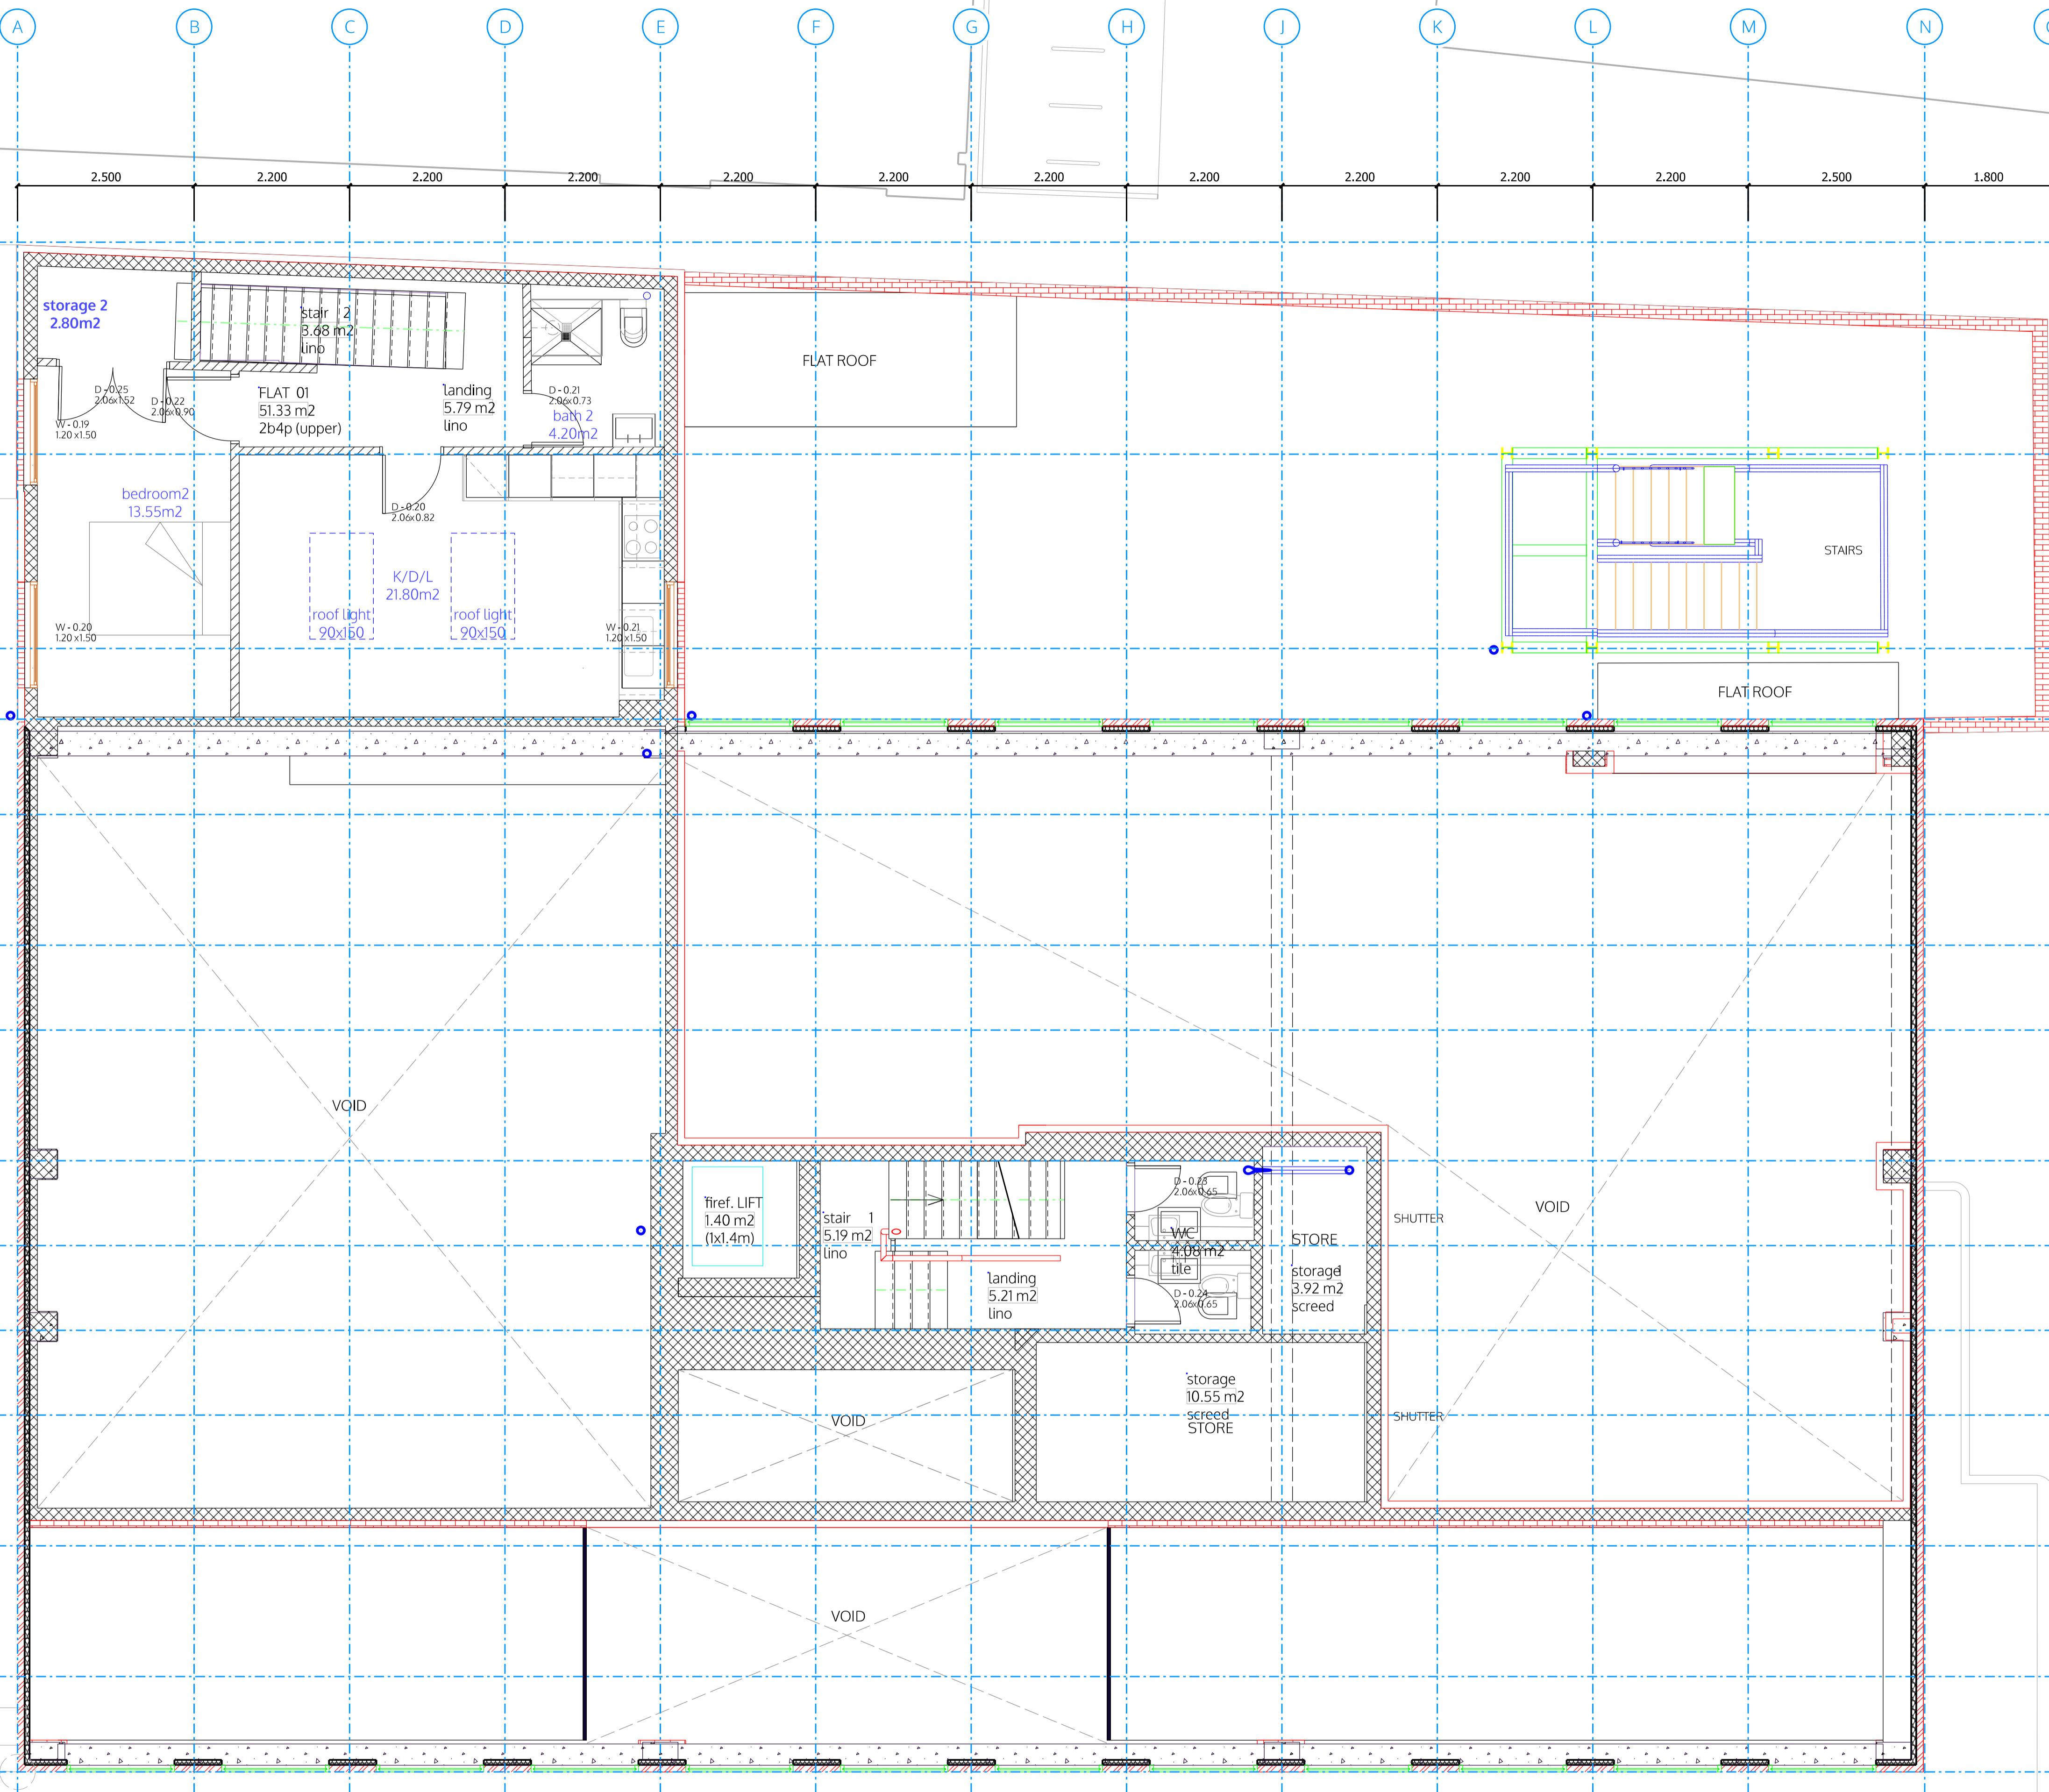 A B C D E F G H J K L M N
2.500 2.200 2.200 2.200 2.200 2.200 2.200 2.200 2.200 2.200 2.200 2.500 1.800
storage 2
2.80m2
stair 2
3.68 m2
lino
D - 0.25
2.06x1.52
D - 0.22
2.06x0.90
W - 0.19
1.20 x1.50
FLAT 01
51.33 m2
2b4p (upper)
landing
5.79 m2
lino
D - 0.21
2.06x0.73
bath 2
4.20m2
FLAT ROOF
bedroom2
13.55m2
D - 0.20
2.06x0.82
K/D/L
21.80m2
roof light
90x150
roof light
90x150
W - 0.20
1.20 x1.50
W - 0.21
1.20 x1.50
STAIRS
FLAT ROOF
VOID
firef. LIFT
1.40 m2
(1x1.4m)
stair 1
5.19 m2
lino
landing
5.21 m2
lino
D - 0.23
2.06x0.65
WC
4.08 m2
tile
D - 0.24
2.06x0.65
STORE
storage1
3.92 m2
screed
SHUTTER
VOID
storage
10.55 m2
screed
STORE
SHUTTER
VOID
VOID